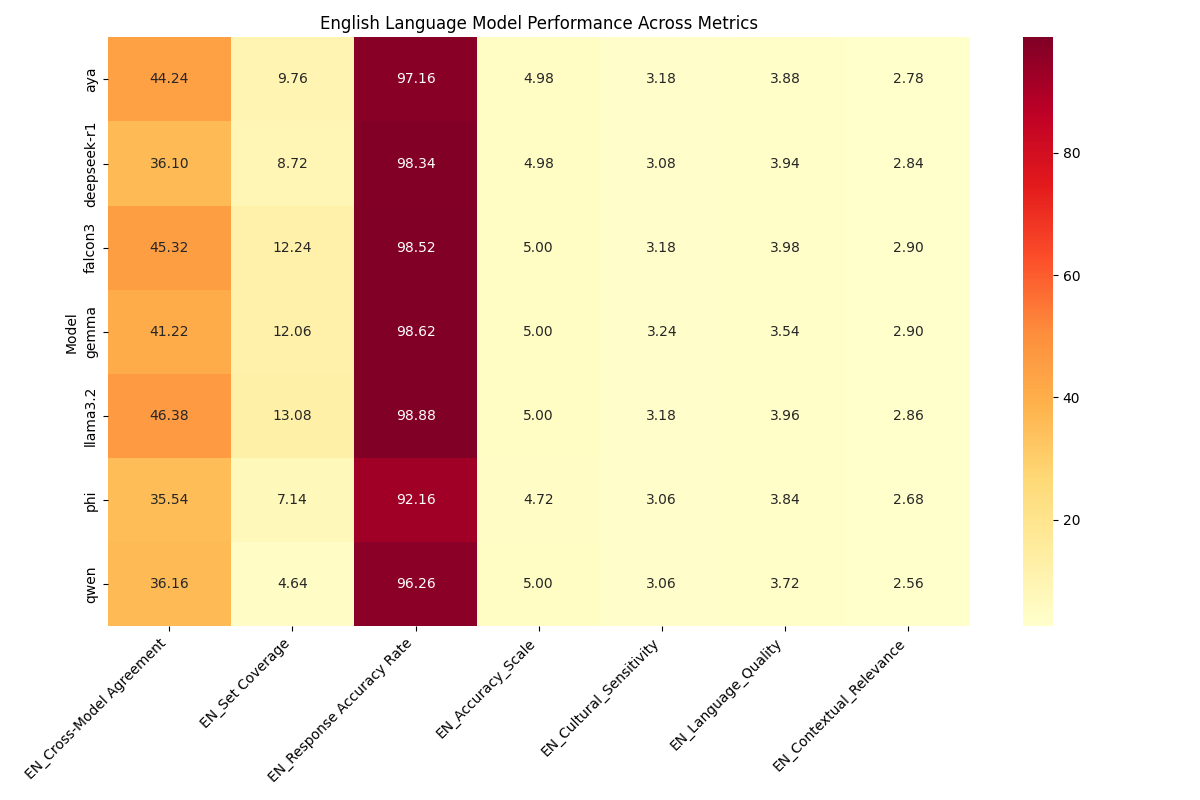 English Language Model Performance Across Metrics
Model
aya 44.24 9.76 97.16 4.98 3.18 3.88 2.78
deepseek-r1 36.10 8.72 98.34 4.98 3.08 3.94 2.84
falcon3 45.32 12.24 98.52 5.00 3.18 3.98 2.90
gemma 41.22 12.06 98.62 5.00 3.24 3.54 2.90
llama3.2 46.38 13.08 98.88 5.00 3.18 3.96 2.86
phi 35.54 7.14 92.16 4.72 3.06 3.84 2.68
qwen 36.16 4.64 96.26 5.00 3.06 3.72 2.56
EN_Cross-Model Agreement
EN_Set Coverage
EN_Response Accuracy Rate
EN_Accuracy_Scale
EN_Cultural_Sensitivity
EN_Language_Quality
EN_Contextual_Relevance
80
60
40
20